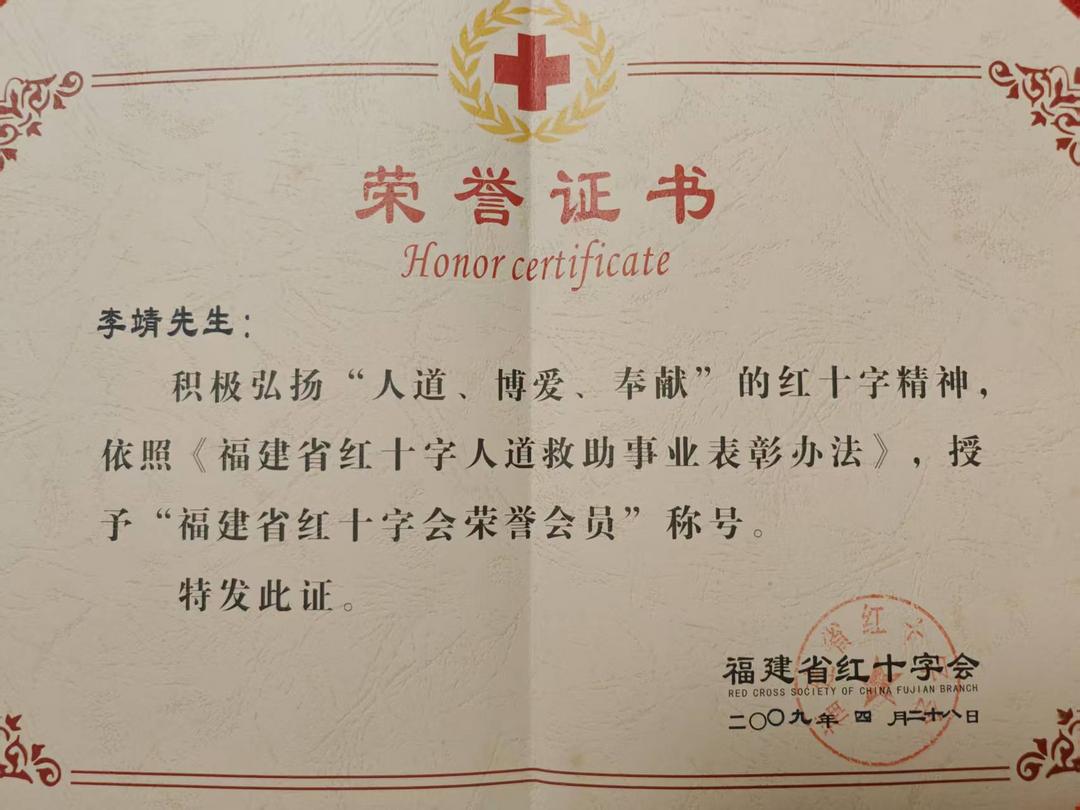 荣誉证书
Honor certificate
李靖先生：
积极弘扬“人道、博爱、奉献”的红十字精神，
依照《福建省红十字人道救助事业表彰办法》，授
予“福建省红十字会荣誉会员”称号。
特发此证。
福建省红十字会
RED CROSS SOCIETY OF CHINA FUJIAN BRANCH
二〇〇九年四月二十八日